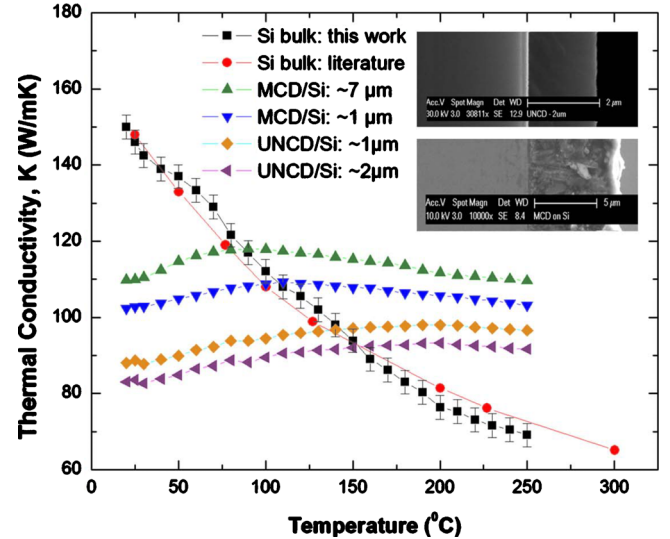 180
160
140
120
100
80
60
Thermal Conductivity, K (W/mK)
Si bulk: this work
Si bulk: literature
MCD/Si: ~7 μm
MCD/Si: ~1 μm
UNCD/Si: ~1μm
UNCD/Si: ~2μm
Acc.V Spot Magn Det WD 2 μm
30.0 kV 3.0 30811x SE 12.9 UNCD - 2um
Acc.V Spot Magn Det WD 5 μm
10.0 kV 3.0 10000x SE 8.4 MCD on Si
0 50 100 150 200 250 300
Temperature (⁰C)